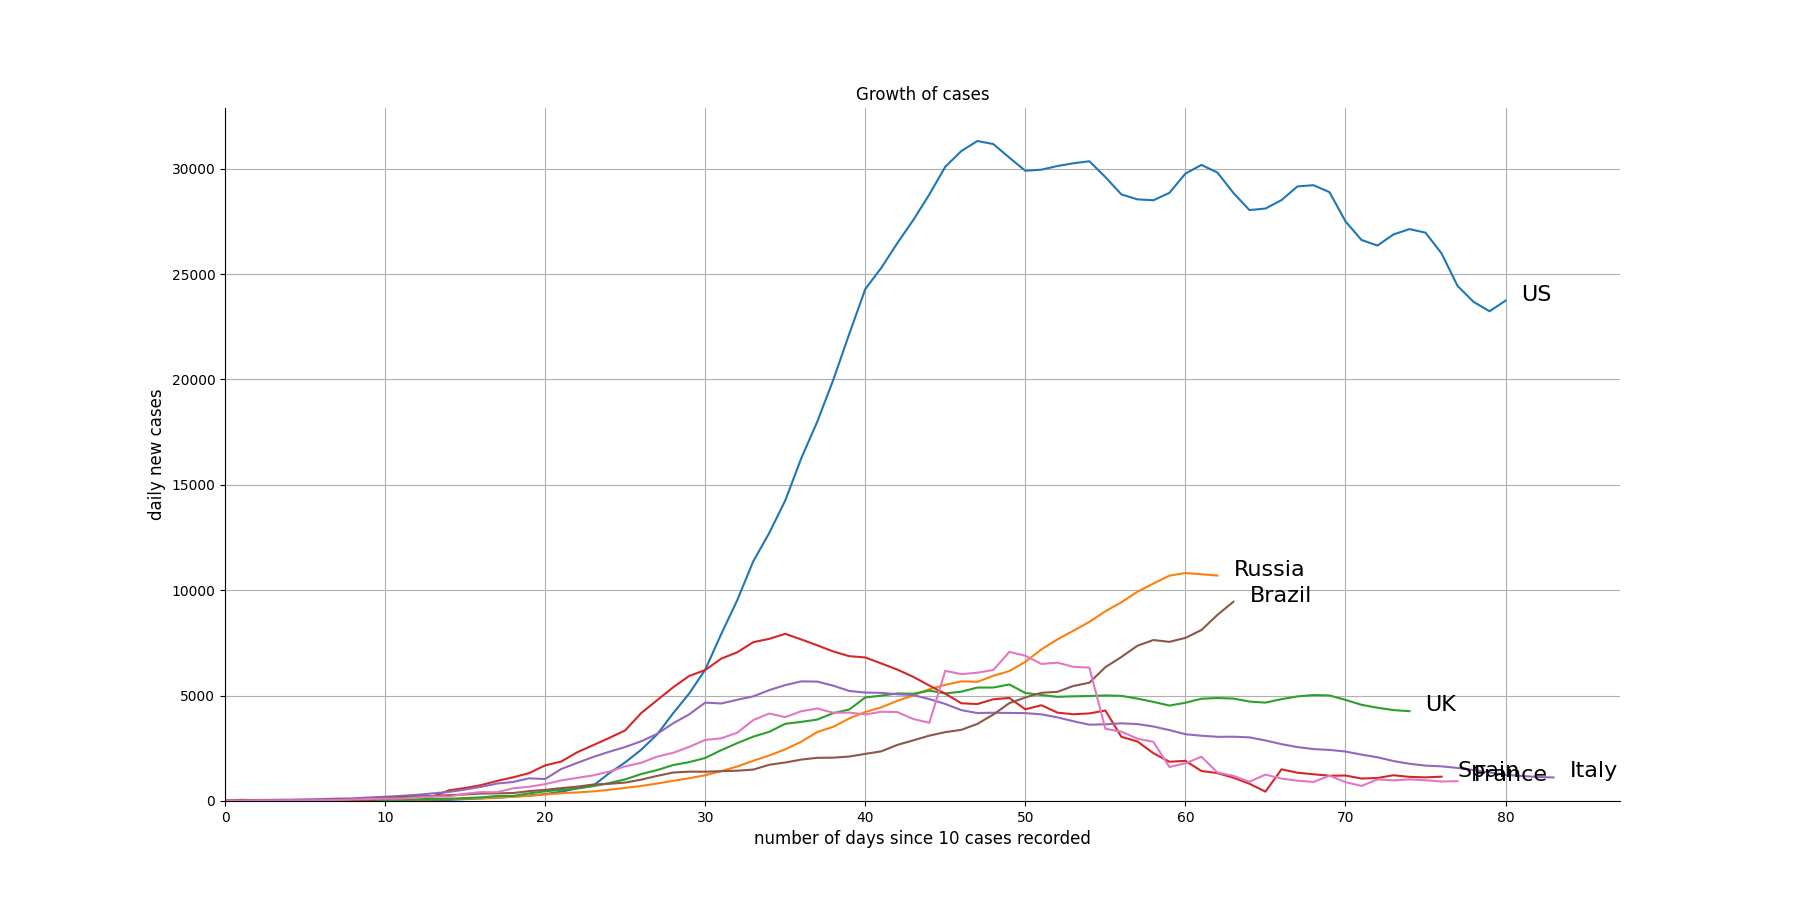 Growth of cases
30000
25000
20000
15000
10000
5000
0
daily new cases
US
Russia
Brazil
UK
Spain
France
Italy
0 10 20 30 40 50 60 70 80
number of days since 10 cases recorded